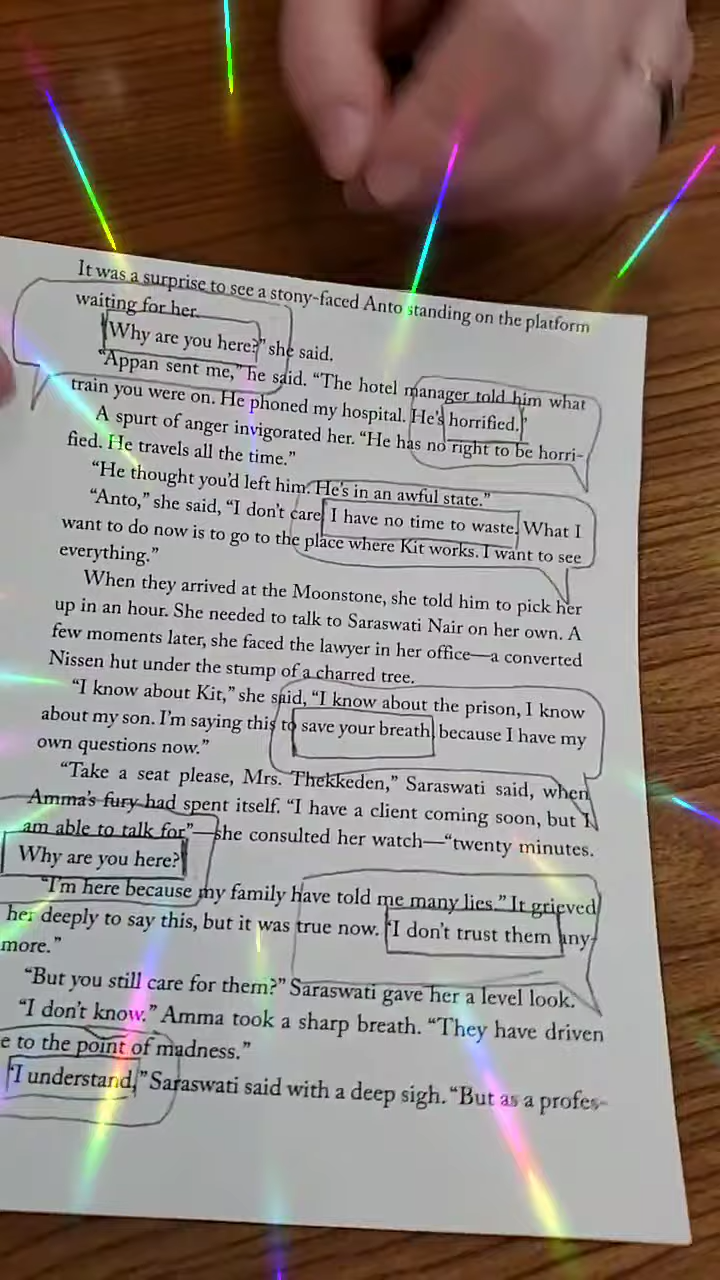 It was a surprise to see a stony-faced Anto standing on the platform
waiting for her.
"Why are you here?" she said.
"Appan sent me," he said. "The hotel manager told him what
train you were on. He phoned my hospital. He's horrified."
A spurt of anger invigorated her. "He has no right to be horri-
fied. He travels all the time."
"He thought you'd left him. He's in an awful state."
"Anto," she said, "I don't care. I have no time to waste. What I
want to do now is to go to the place where Kit works. I want to see
everything."
When they arrived at the Moonstone, she told him to pick her
up in an hour. She needed to talk to Saraswati Nair on her own. A
few moments later, she faced the lawyer in her office—a converted
Nissen hut under the stump of a charred tree.
"I know about Kit," she said, "I know about the prison, I know
about my son. I'm saying this to save your breath, because I have my
own questions now."
"Take a seat please, Mrs. Thekkeden," Saraswati said, when
Amma's fury had spent itself. "I have a client coming soon, but I
am able to talk for"—she consulted her watch—"twenty minutes.
Why are you here?"
"I'm here because my family have told me many lies." It grieved
her deeply to say this, but it was true now. "I don't trust them any-
more."
"But you still care for them?" Saraswati gave her a level look.
"I don't know." Amma took a sharp breath. "They have driven
e to the point of madness."
"I understand," Saraswati said with a deep sigh. "But as a profes-